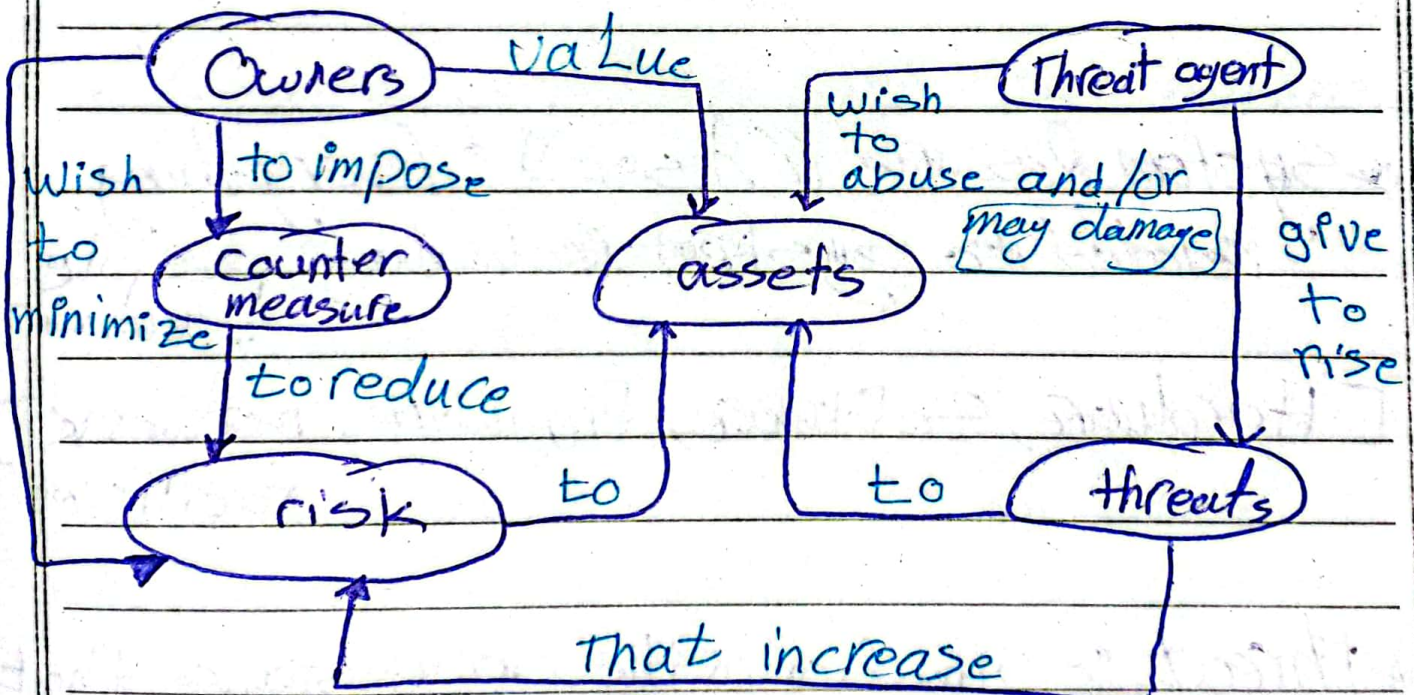 Owners
value
Threat agent
wish
to
abuse and/or
may damage
to impose
wish
to
minimize
counter
measure
assets
give
to
rise
to reduce
risk
to
to
threats
That increase